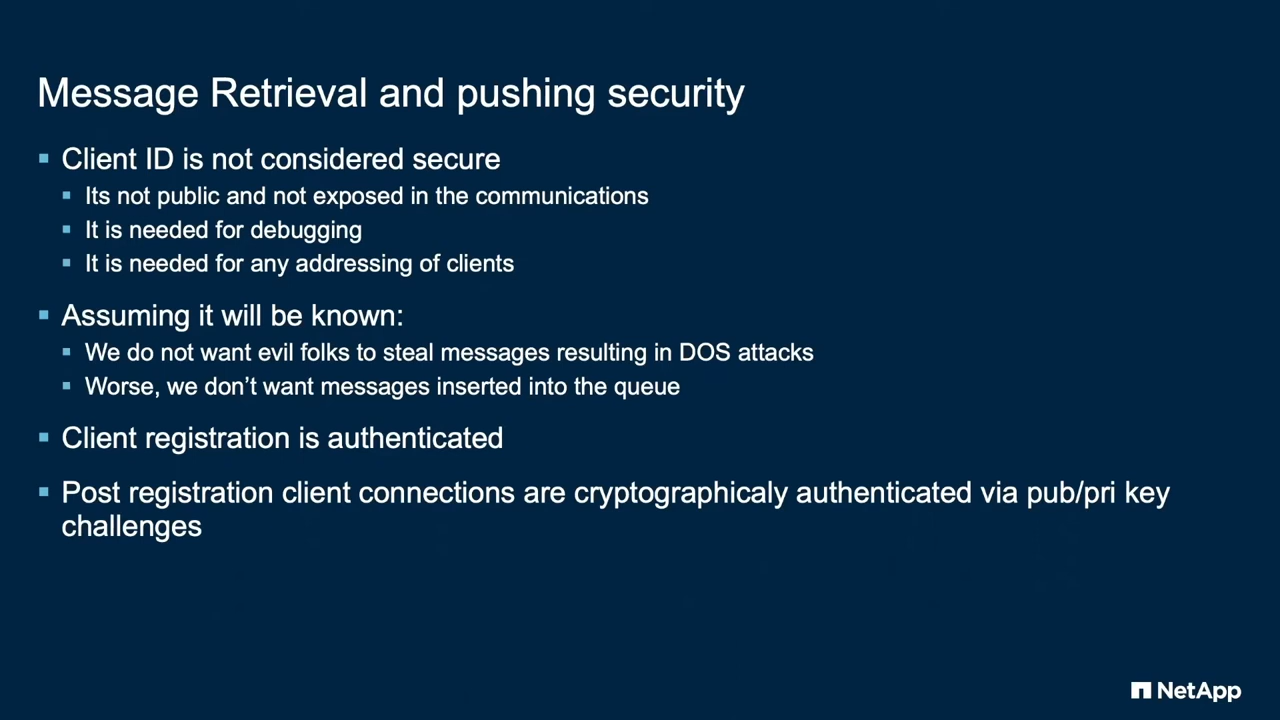 Message Retrieval and pushing security
Client ID is not considered secure
Its not public and not exposed in the communications
It is needed for debugging
It is needed for any addressing of clients
Assuming it will be known:
We do not want evil folks to steal messages resulting in DOS attacks
Worse, we don’t want messages inserted into the queue
Client registration is authenticated
Post registration client connections are cryptographicaly authenticated via pub/pri key
challenges
NetApp